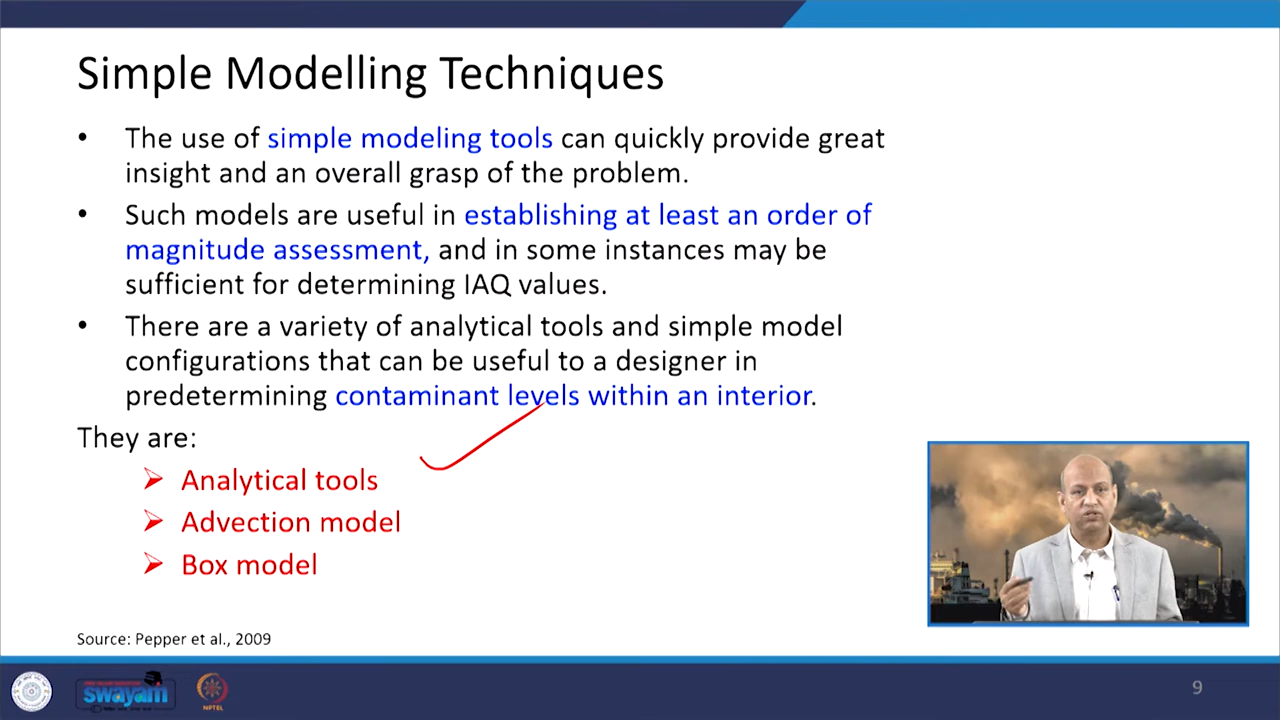 Simple Modelling Techniques
• The use of simple modeling tools can quickly provide great
insight and an overall grasp of the problem.
• Such models are useful in establishing at least an order of
magnitude assessment, and in some instances may be
sufficient for determining IAQ values.
• There are a variety of analytical tools and simple model
configurations that can be useful to a designer in
predetermining contaminant levels within an interior.
They are:
➢ Analytical tools
➢ Advection model
➢ Box model
Source: Pepper et al., 2009
swayam
NPTEL
9